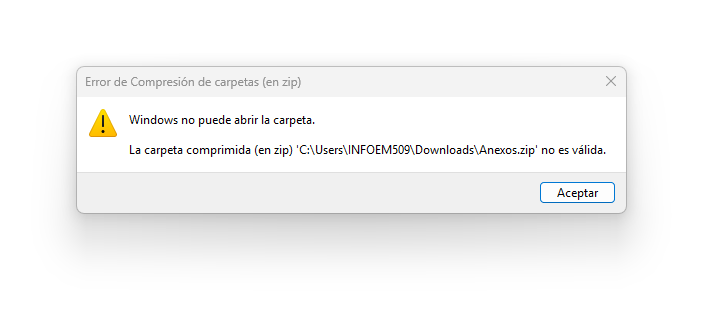 Error de Compresión de carpetas (en zip)
Windows no puede abrir la carpeta.
La carpeta comprimida (en zip) 'C:\Users\INFOEM509\Downloads\Anexos.zip' no es válida.
Aceptar